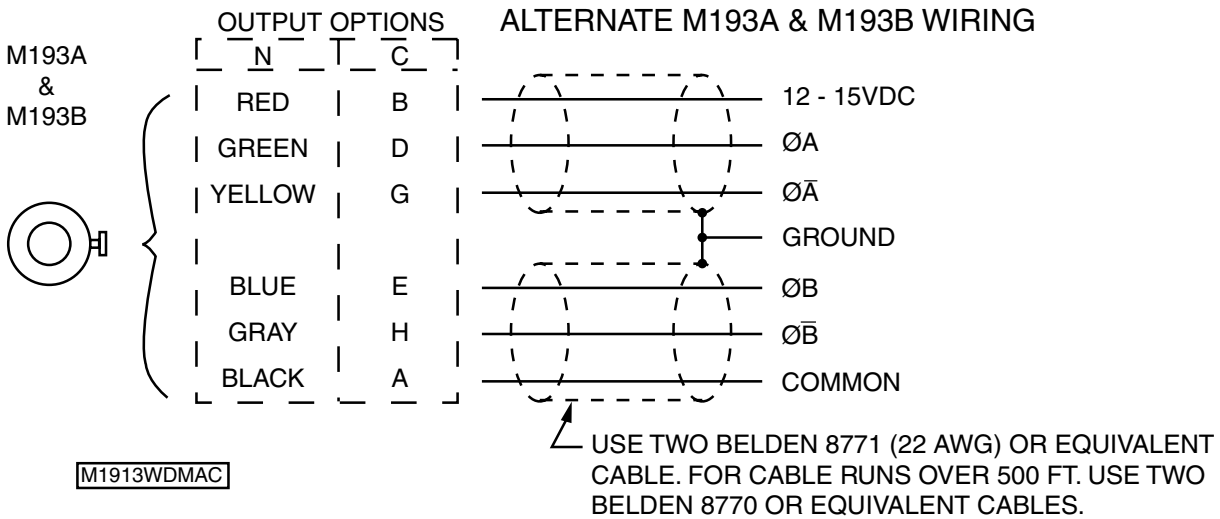 OUTPUT OPTIONS
ALTERNATE M193A & M193B WIRING
M193A
&
M193B
N C
RED B 12 - 15VDC
GREEN D ØA
YELLOW G ØA̅
GROUND
BLUE E ØB
GRAY H ØB̅
BLACK A COMMON
USE TWO BELDEN 8771 (22 AWG) OR EQUIVALENT
CABLE. FOR CABLE RUNS OVER 500 FT. USE TWO
BELDEN 8770 OR EQUIVALENT CABLES.
M1913WDMAC